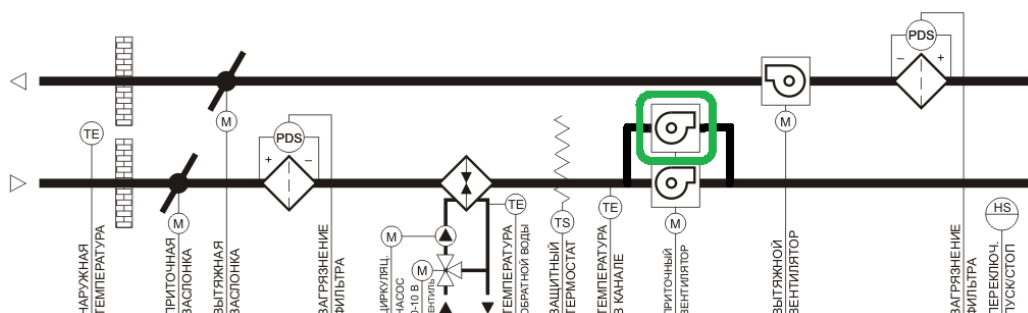 PDS
− +
TE
M
PDS
+ −
M
M
M
M
TE
TS
TE
M
HS
НАРУЖНАЯ
ТЕМПЕРАТУРА
ПРИТОЧНАЯ
ЗАСЛОНКА
ВЫТЯЖНАЯ
ЗАСЛОНКА
ЗАГРЯЗНЕНИЕ
ФИЛЬТРА
ЦИРКУЛЯЦ.
НАСОС
0-10 В
ВЕНТИЛЬ
ТЕМПЕРАТУРА
ОБРАТНОЙ ВОДЫ
ЗАЩИТНЫЙ
ТЕРМОСТАТ
ТЕМПЕРАТУРА
В КАНАЛЕ
ПРИТОЧНЫЙ
ВЕНТИЛЯТОР
ВЫТЯЖНОЙ
ВЕНТИЛЯТОР
ЗАГРЯЗНЕНИЕ
ФИЛЬТРА
ПЕРЕКЛЮЧ.
ПУСК/СТОП